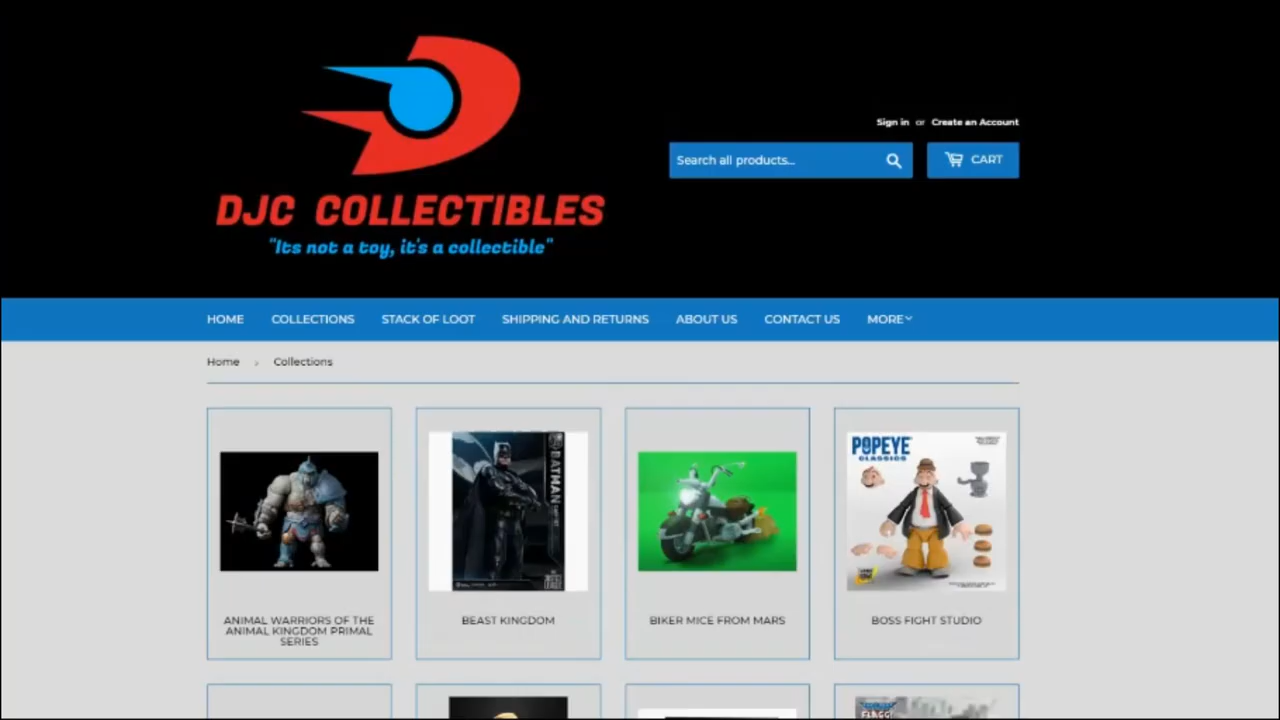 Sign in or Create an Account
Search all products...
CART
DJC COLLECTIBLES
"Its not a toy, it's a collectible"
HOME COLLECTIONS STACK OF LOOT SHIPPING AND RETURNS ABOUT US CONTACT US MORE
Home › Collections
BATMAN
POPEYE
CLASSICS
ANIMAL WARRIORS OF THE
ANIMAL KINGDOM PRIMAL
SERIES
BEAST KINGDOM
BIKER MICE FROM MARS
BOSS FIGHT STUDIO